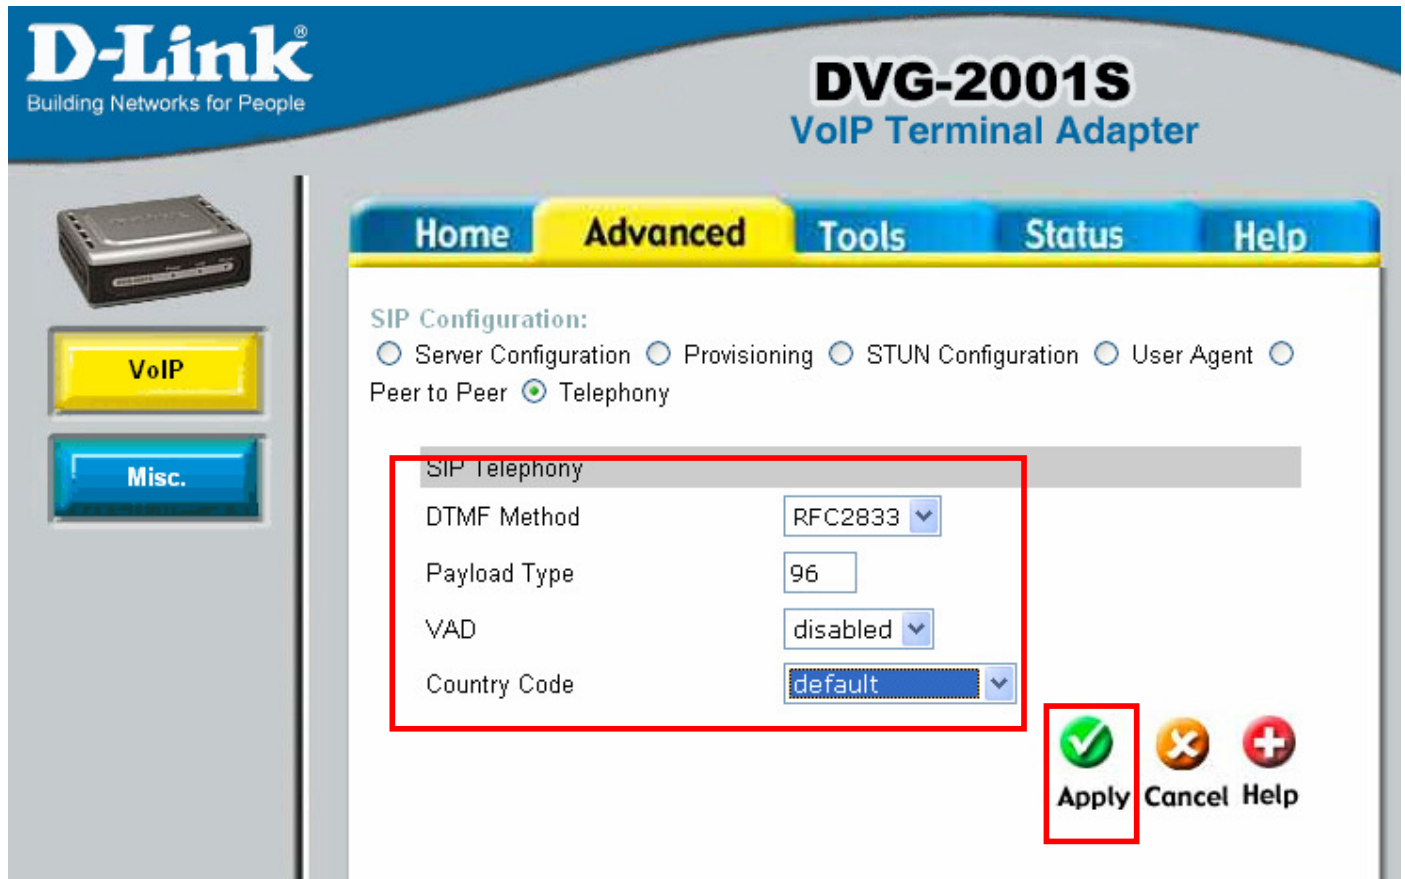 D-Link®
Building Networks for People
DVG-2001S
VoIP Terminal Adapter
Home Advanced Tools Status Help
VoIP
Misc.
SIP Configuration:
Server Configuration Provisioning STUN Configuration User Agent
Peer to Peer Telephony
SIP Telephony
DTMF Method RFC2833
Payload Type 96
VAD disabled
Country Code default
Apply Cancel Help